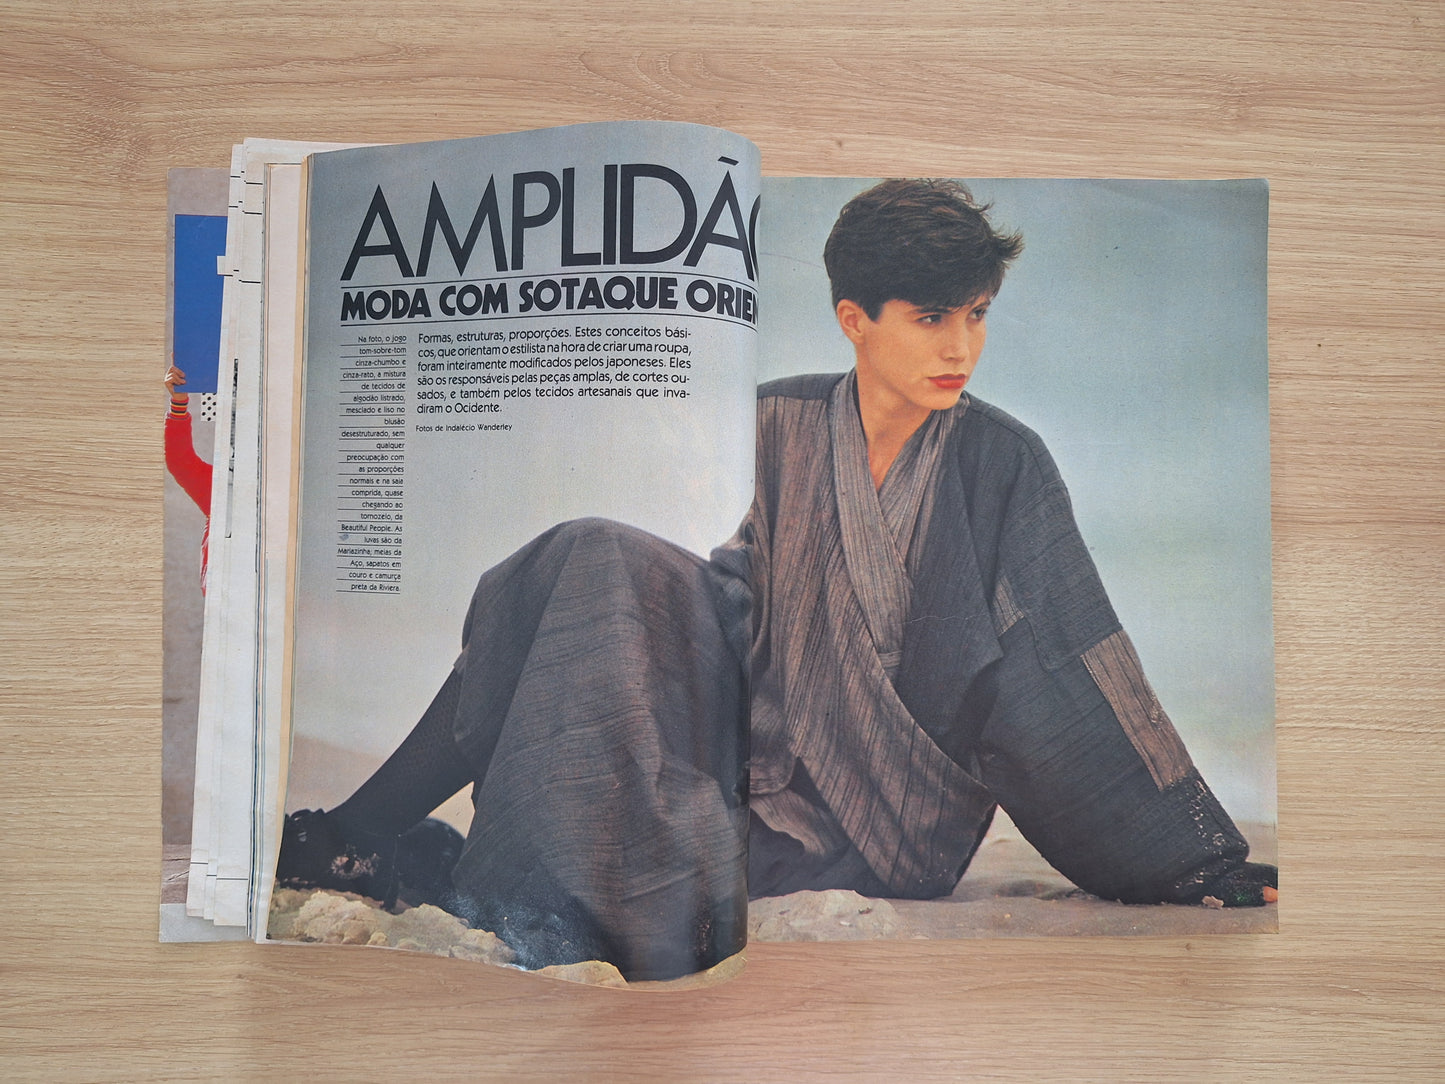 AMPLIDÃO
MODA COM SOTAQUE ORIEN
Na foto, o jogo
tom-sobre-tom
cinza-chumbo e
cinza-rato, a mistura
de tecidos de
algodão listrado,
mesclado e liso no
blusão
desestruturado, sem
qualquer
preocupação com
as proporções
normais e na saia
comprida, quase
chegando ao
tornozelo, da
Beautiful People. As
luvas são da
Mariazinha; meias da
Aço, sapatos em
couro e camurça
preta da Riviera.
Formas, estruturas, proporções. Estes conceitos bási-
cos, que orientam o estilista na hora de criar uma roupa,
foram inteiramente modificados pelos japoneses. Eles
são os responsáveis pelas peças amplas, de cortes ou-
sados, e também pelos tecidos artesanais que inva-
diram o Ocidente.
Fotos de Indalécio Wanderley